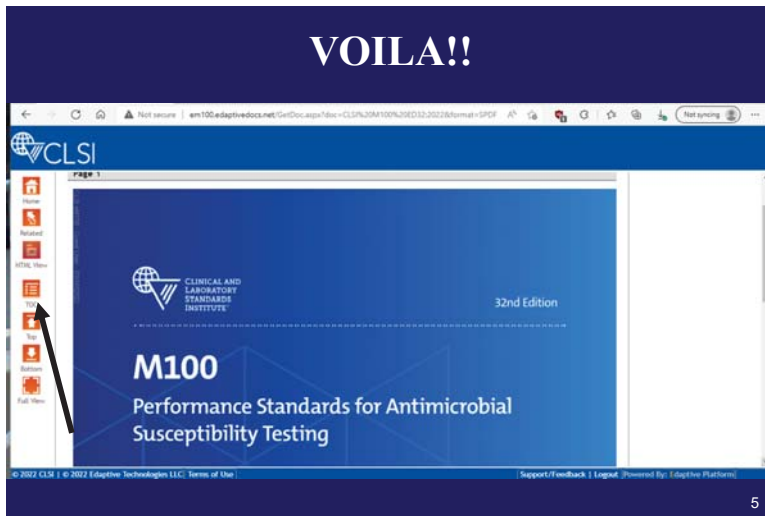 VOILA!!
Not secure | em100.edaptivedocs.net/GetDoc.aspx?doc=CLSI%20M100%20ED32:2022&format=SPDF
Not syncing
CLSI
Page 1
Home
Related
HTML View
TOC
Top
Bottom
Full View
CLINICAL AND
LABORATORY
STANDARDS
INSTITUTE
32nd Edition
M100
Performance Standards for Antimicrobial
Susceptibility Testing
© 2022 CLSI | © 2022 Edaptive Technologies LLC| Terms of Use | Support/Feedback | Logout |Powered By: Edaptive Platform|
5